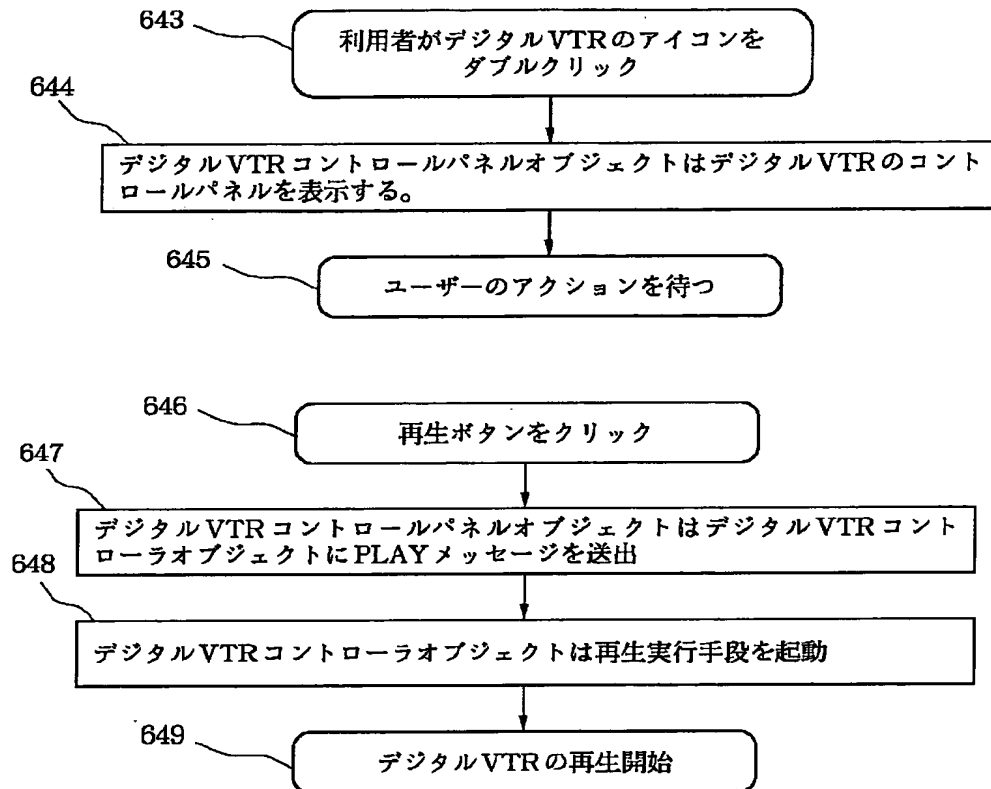 643
利用者がデジタルVTRのアイコンを
ダブルクリック
644
デジタルVTRコントロールパネルオブジェクトはデジタルVTRのコント
ロールパネルを表示する。
645
ユーザーのアクションを待つ
646
再生ボタンをクリック
647
デジタルVTRコントロールパネルオブジェクトはデジタルVTRコント
ローラオブジェクトにPLAYメッセージを送出
648
デジタルVTRコントローラオブジェクトは再生実行手段を起動
649
デジタルVTRの再生開始